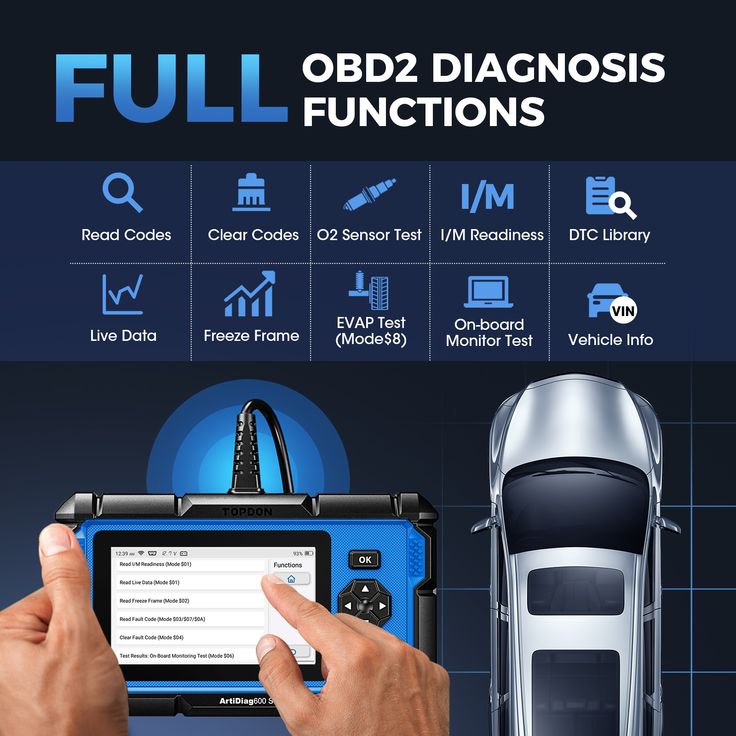 FULL
OBD2 DIAGNOSIS
FUNCTIONS
Read Codes
Clear Codes
O2 Sensor Test
I/M
I/M Readiness
DTC Library
Live Data
Freeze Frame
EVAP Test
(Mode$8)
On-board
Monitor Test
VIN
Vehicle Info
TOPDON
12:39 AM
93%
Read I/M Readiness (Mode $01)
Functions
Read Live Data (Mode $01)
Read Freeze Frame (Mode $02)
Read Fault Code (Mode $03/$07/$0A)
Clear Fault Code (Mode $04)
Test Results: On-Board Monitoring Test (Mode $06)
OK
ArtiDiag600 S